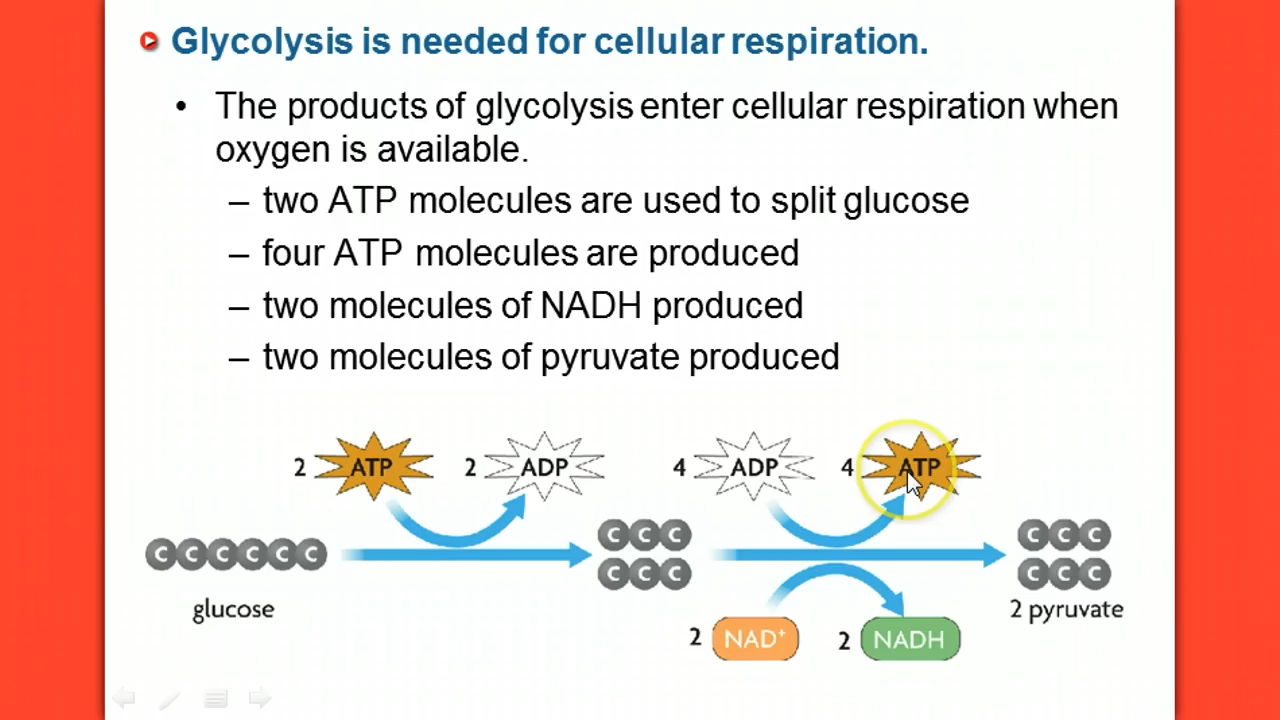 Glycolysis is needed for cellular respiration.
• The products of glycolysis enter cellular respiration when
oxygen is available.
– two ATP molecules are used to split glucose
– four ATP molecules are produced
– two molecules of NADH produced
– two molecules of pyruvate produced
2 ATP 2 ADP 4 ADP 4 ATP
C C C C C C
C C C
C C C
C C C
C C C
glucose
2 pyruvate
2 NAD⁺ 2 NADH